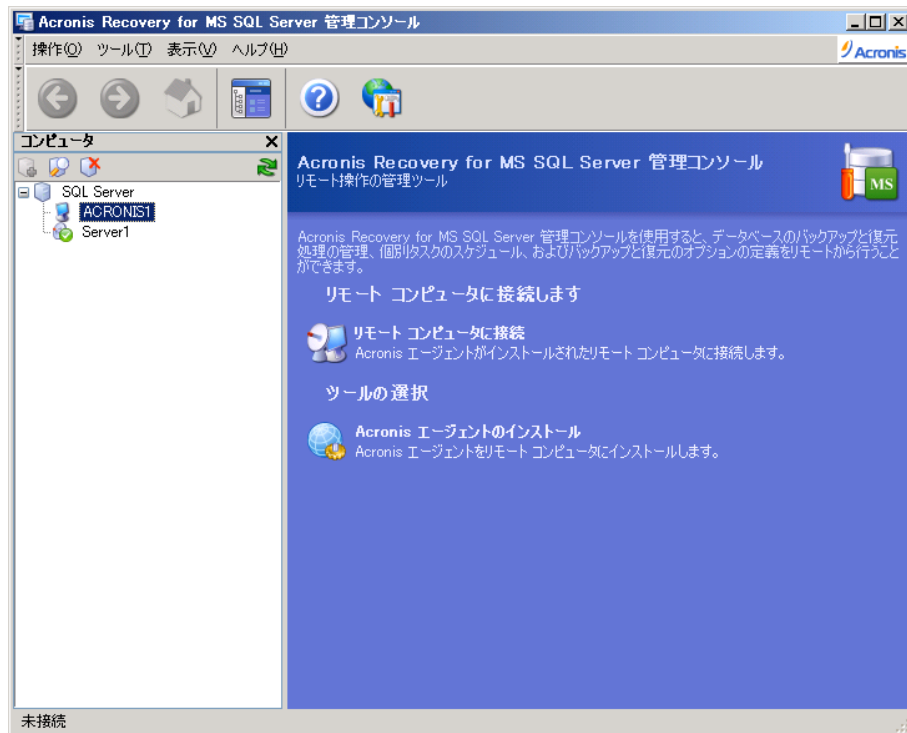 Acronis Recovery for MS SQL Server 管理コンソール
操作(O) ツール(T) 表示(V) ヘルプ(H)
Acronis
コンピュータ
SQL Server
ACRONIS1
Server1
Acronis Recovery for MS SQL Server 管理コンソール
リモート操作の管理ツール
MS
Acronis Recovery for MS SQL Server 管理コンソールを使用すると、データベースのバックアップと復元
処理の管理、個別タスクのスケジュール、およびバックアップと復元のオプションの定義をリモートから行うこと
ができます。
リモート コンピュータに接続します
リモート コンピュータに接続
Acronis エージェントがインストールされたリモート コンピュータに接続します。
ツールの選択
Acronis エージェントのインストール
Acronis エージェントをリモート コンピュータにインストールします。
未接続